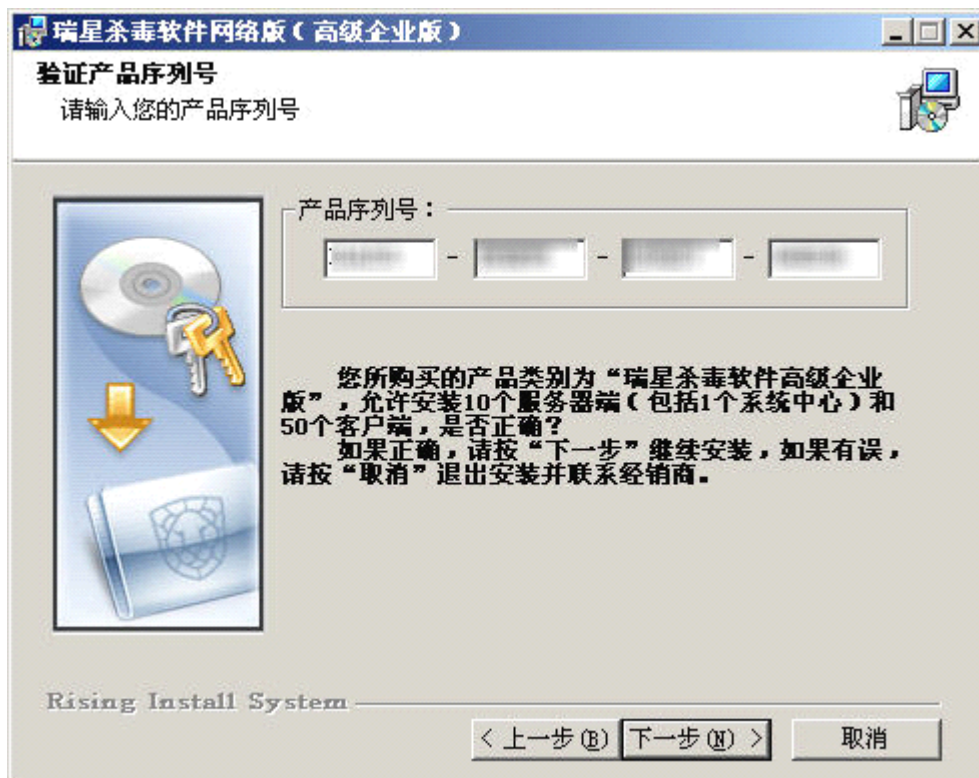 瑞星杀毒软件网络版（高级企业版）
验证产品序列号
请输入您的产品序列号
产品序列号：
- - -
您所购买的产品类别为“瑞星杀毒软件高级企业
版”，允许安装10个服务器端（包括1个系统中心）和
50个客户端，是否正确？
如果正确，请按“下一步”继续安装，如果有误，
请按“取消”退出安装并联系经销商。
Rising Install System
< 上一步(B) 下一步(N) > 取消